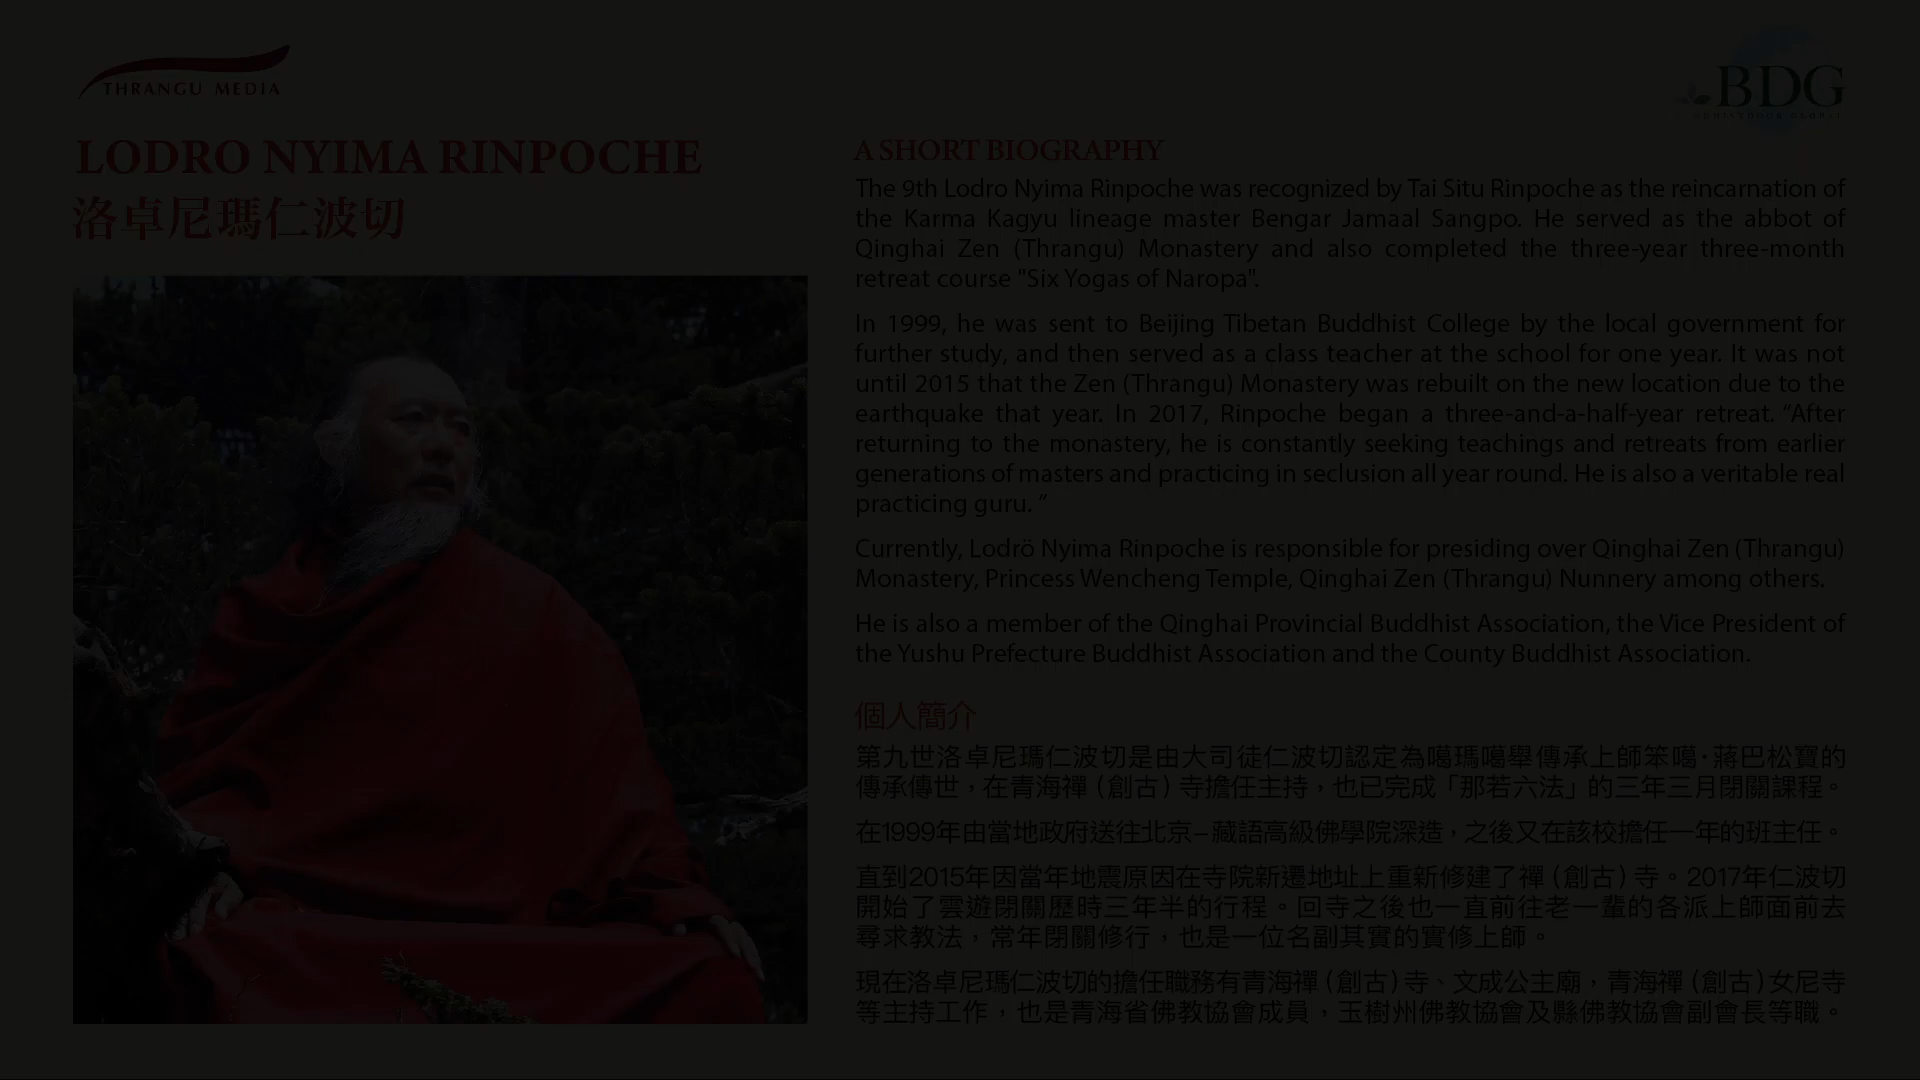 THRANGU MEDIA
BDG
LODRO NYIMA RINPOCHE
洛卓尼瑪仁波切
A SHORT BIOGRAPHY
The 9th Lodro Nyima Rinpoche was recognized by Tai Situ Rinpoche as the reincarnation of
the Karma Kagyu lineage master Bengar Jamaal Sangpo. He served as the abbot of
Qinghai Zen (Thrangu) Monastery and also completed the three-year three-month
retreat course "Six Yogas of Naropa".
In 1999, he was sent to Beijing Tibetan Buddhist College by the local government for
further study, and then served as a class teacher at the school for one year. It was not
until 2015 that the Zen (Thrangu) Monastery was rebuilt on the new location due to the
earthquake that year. In 2017, Rinpoche began a three-and-a-half-year retreat. “After
returning to the monastery, he is constantly seeking teachings and retreats from earlier
generations of masters and practicing in seclusion all year round. He is also a veritable real
practicing guru. ”
Currently, Lodrö Nyima Rinpoche is responsible for presiding over Qinghai Zen (Thrangu)
Monastery, Princess Wencheng Temple, Qinghai Zen (Thrangu) Nunnery among others.
He is also a member of the Qinghai Provincial Buddhist Association, the Vice President of
the Yushu Prefecture Buddhist Association and the County Buddhist Association.
個人簡介
第九世洛卓尼瑪仁波切是由大司徒仁波切認定為噶瑪噶舉傳承上師笨噶·蔣巴松寶的
傳承傳世，在青海禪（創古）寺擔任主持，也已完成「那若六法」的三年三月閉關課程。
在1999年由當地政府送往北京–藏語高級佛學院深造，之後又在該校擔任一年的班主任。
直到2015年因當年地震原因在寺院新遷地址上重新修建了禪（創古）寺。2017年仁波切
開始了雲遊閉關歷時三年半的行程。回寺之後也一直前往老一輩的各派上師面前去
尋求教法，常年閉關修行，也是一位名副其實的實修上師。
現在洛卓尼瑪仁波切的擔任職務有青海禪（創古）寺、文成公主廟，青海禪（創古）女尼寺
等主持工作，也是青海省佛教協會成員，玉樹州佛教協會及縣佛教協會副會長等職。